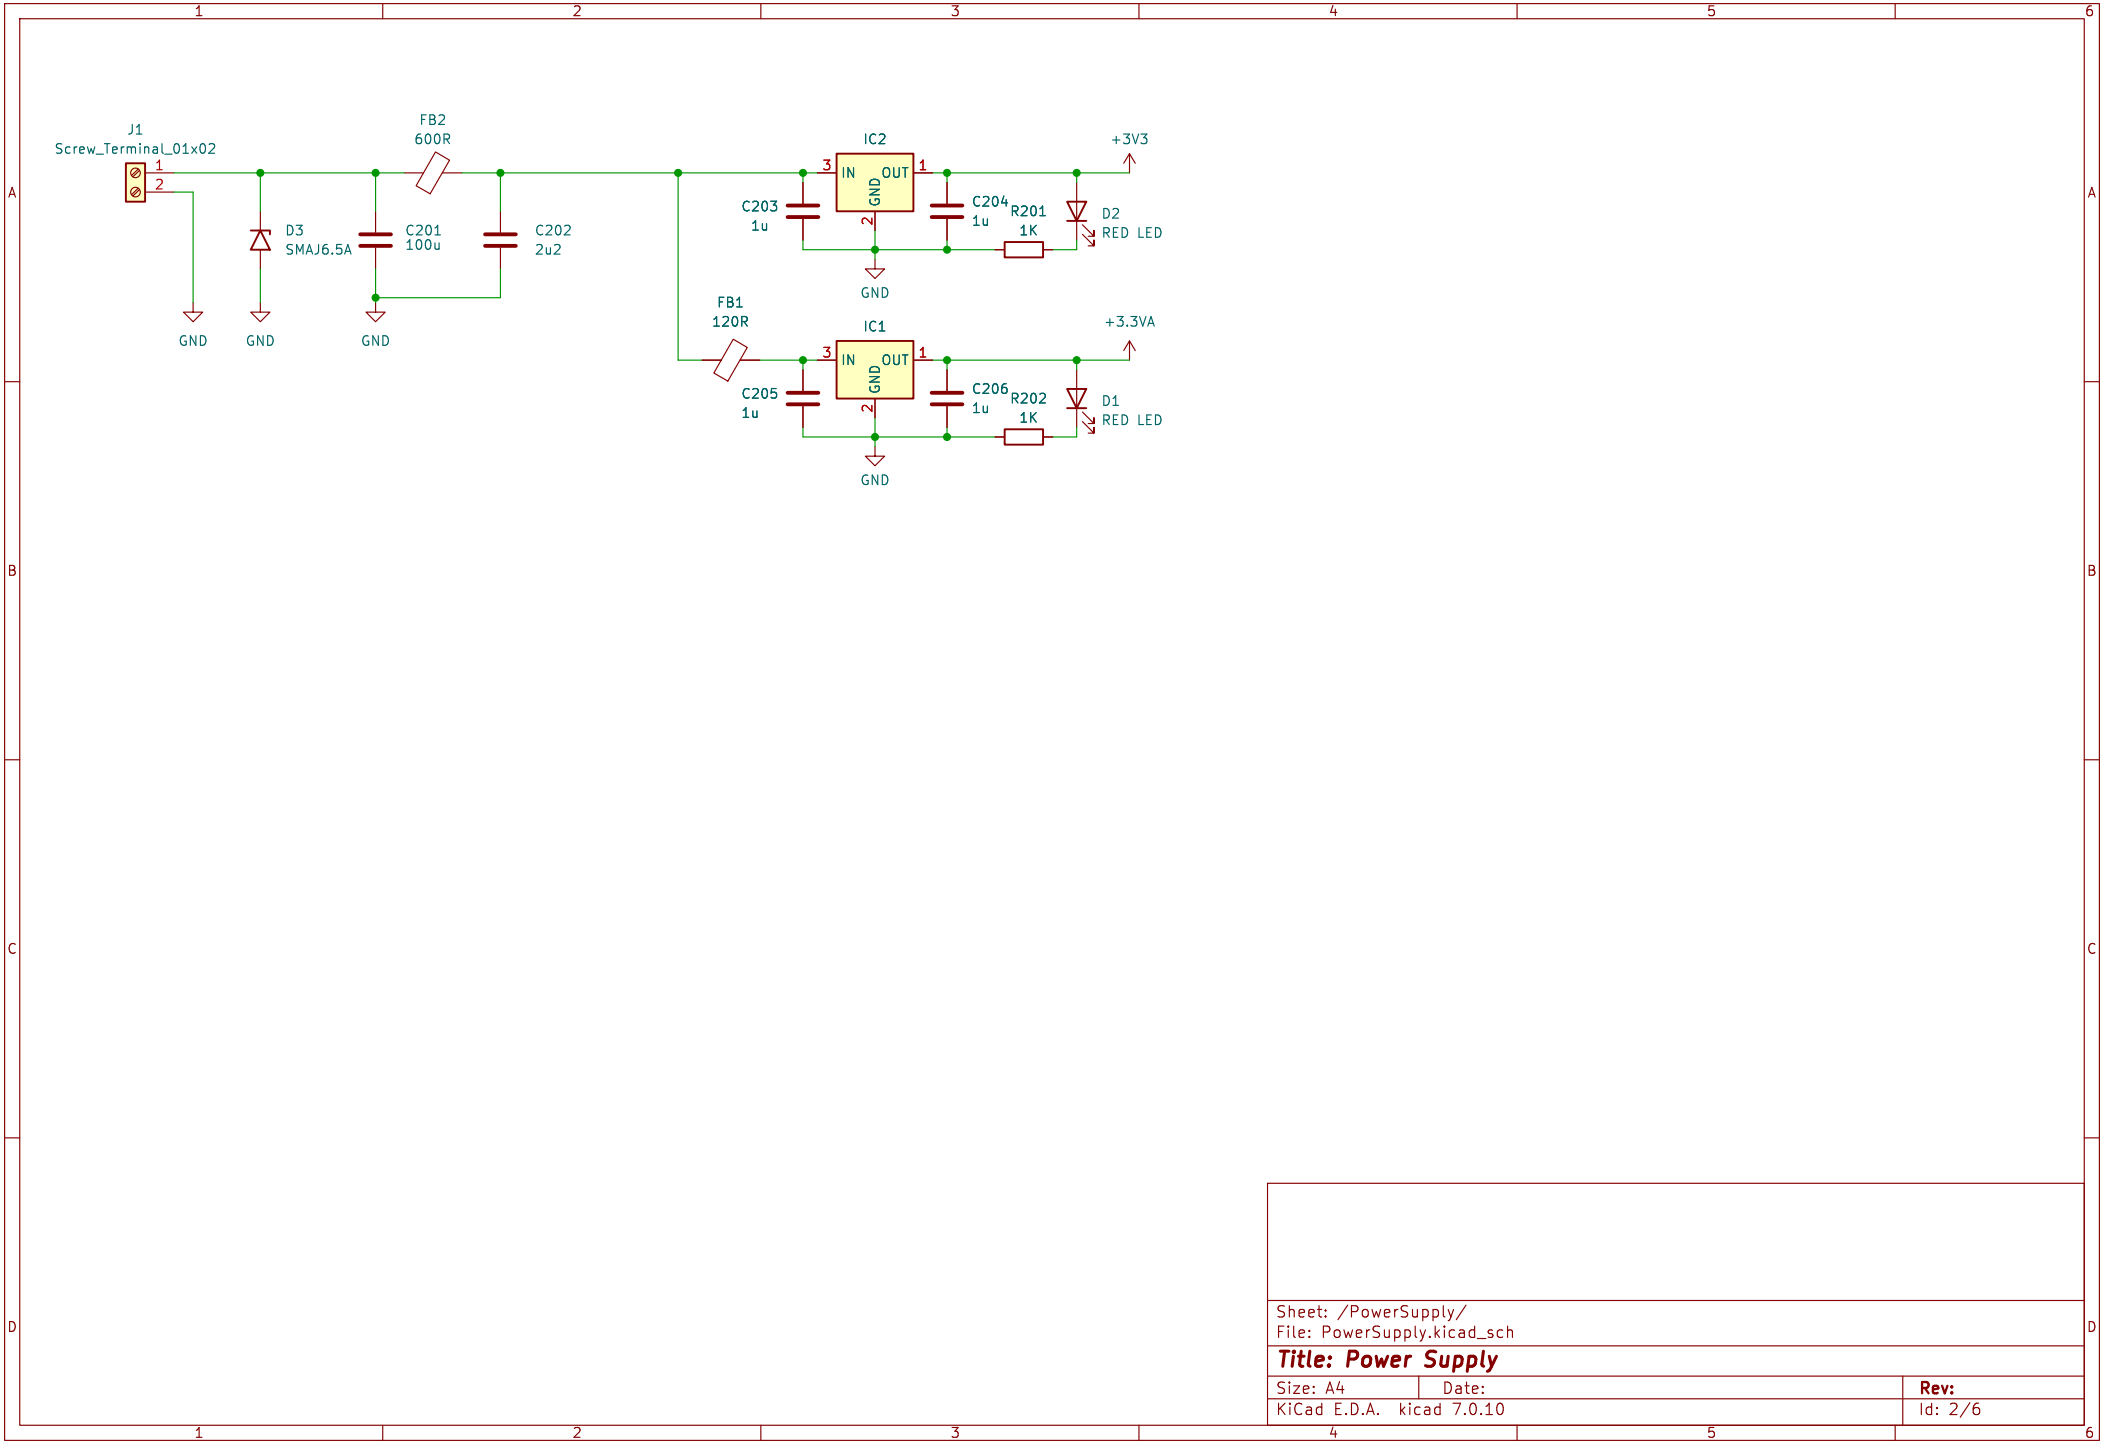 1 2 3 4 5 6
J1
Screw_Terminal_01x02
1
2
GND
D3
SMAJ6.5A
GND
C201
100u
GND
FB2
600R
C202
2u2
IC2
3 IN OUT 1
GND
2
C203
1u
C204
1u
R201
1K
+3V3
D2
RED LED
GND
FB1
120R
IC1
3 IN OUT 1
GND
2
C205
1u
C206
1u
R202
1K
+3.3VA
D1
RED LED
GND
A A
B B
C C
D D
Sheet: /PowerSupply/
File: PowerSupply.kicad_sch
Title: Power Supply
Size: A4 Date: Rev:
KiCad E.D.A. kicad 7.0.10 Id: 2/6
1 2 3 4 5 6